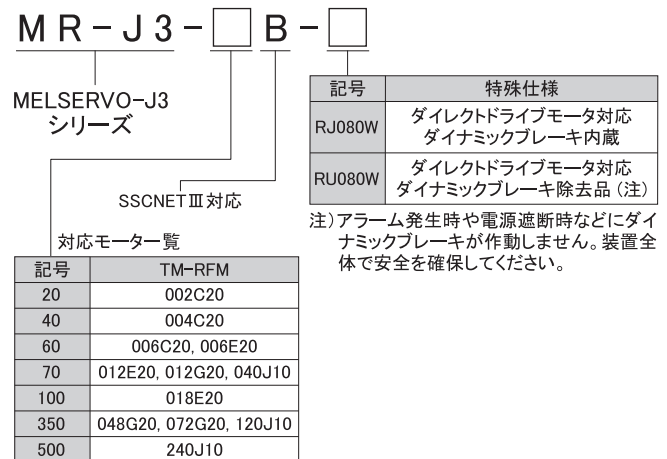 MR-J3-□B-□
MELSERVO-J3
シリーズ
SSCNETⅢ対応
記号 特殊仕様
RJ080W ダイレクトドライブモータ対応
ダイナミックブレーキ内蔵
RU080W ダイレクトドライブモータ対応
ダイナミックブレーキ除去品(注)
注)アラーム発生時や電源遮断時などにダイ
ナミックブレーキが作動しません。装置全
体で安全を確保してください。
対応モータ一覧
記号 TM-RFM
20 002C20
40 004C20
60 006C20, 006E20
70 012E20, 012G20, 040J10
100 018E20
350 048G20, 072G20, 120J10
500 240J10